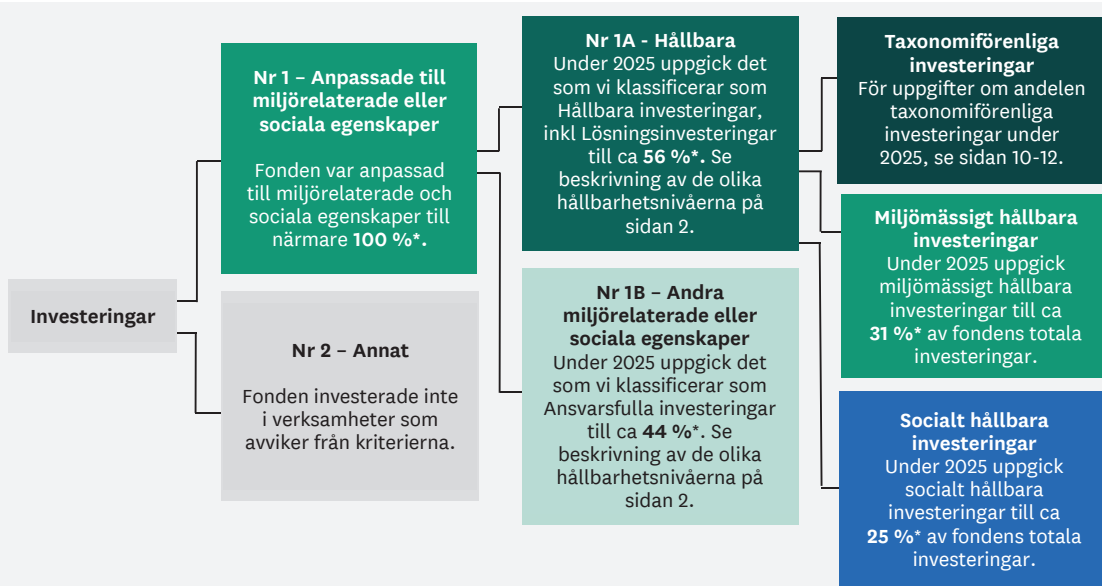 Investeringar
Nr 1 – Anpassade till
miljörelaterade eller
sociala egenskaper
Fonden var anpassad
till miljörelaterade och
sociala egenskaper till
närmare 100 %*.
Nr 2 – Annat
Fonden investerade inte
i verksamheter som
avviker från kriterierna.
Nr 1A - Hållbara
Under 2025 uppgick det
som vi klassificerar som
Hållbara investeringar,
inkl Lösningsinvesteringar
till ca 56 %*. Se
beskrivning av de olika
hållbarhetsnivåerna på
sidan 2.
Nr 1B – Andra
miljörelaterade eller
sociala egenskaper
Under 2025 uppgick det
som vi klassificerar som
Ansvarsfulla investeringar
till ca 44 %*. Se
beskrivning av de olika
hållbarhetsnivåerna på
sidan 2.
Taxonomiförenliga
investeringar
För uppgifter om andelen
taxonomiförenliga
investeringar under
2025, se sidan 10-12.
Miljömässigt hållbara
investeringar
Under 2025 uppgick
miljömässigt hållbara
investeringar till ca
31 %* av fondens totala
investeringar.
Socialt hållbara
investeringar
Under 2025 uppgick
socialt hållbara
investeringar till ca
25 %* av fondens totala
investeringar.